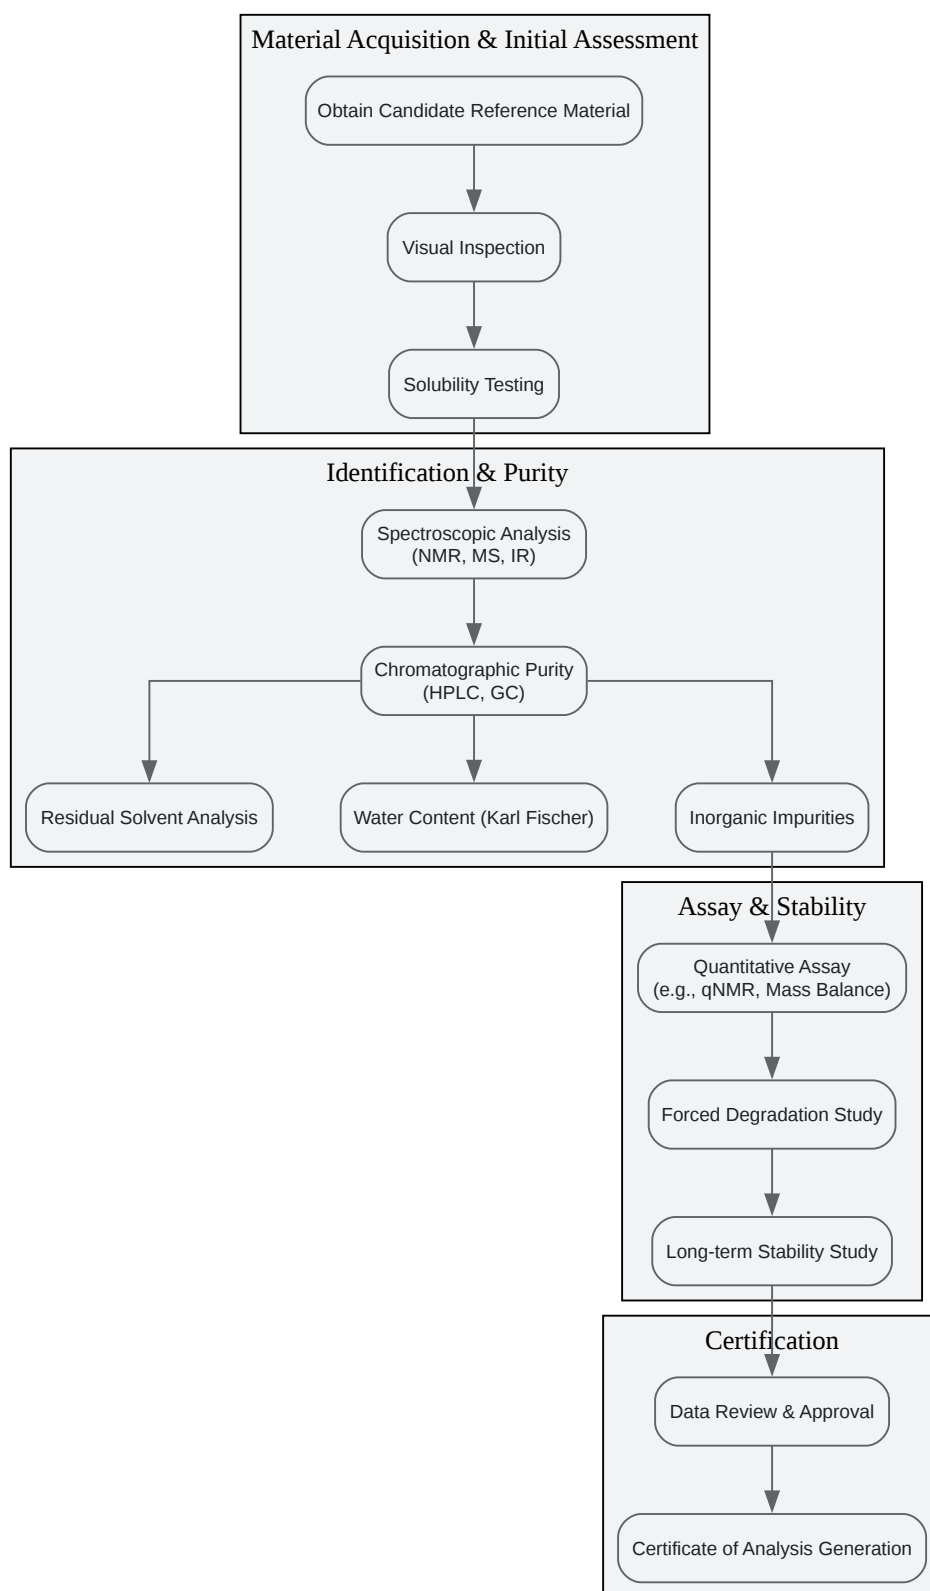 Material Acquisition & Initial Assessment
Obtain Candidate Reference Material
Visual Inspection
Solubility Testing
Identification & Purity
Spectroscopic Analysis
(NMR, MS, IR)
Chromatographic Purity
(HPLC, GC)
Residual Solvent Analysis
Water Content (Karl Fischer)
Inorganic Impurities
Assay & Stability
Quantitative Assay
(e.g., qNMR, Mass Balance)
Forced Degradation Study
Long-term Stability Study
Certification
Data Review & Approval
Certificate of Analysis Generation